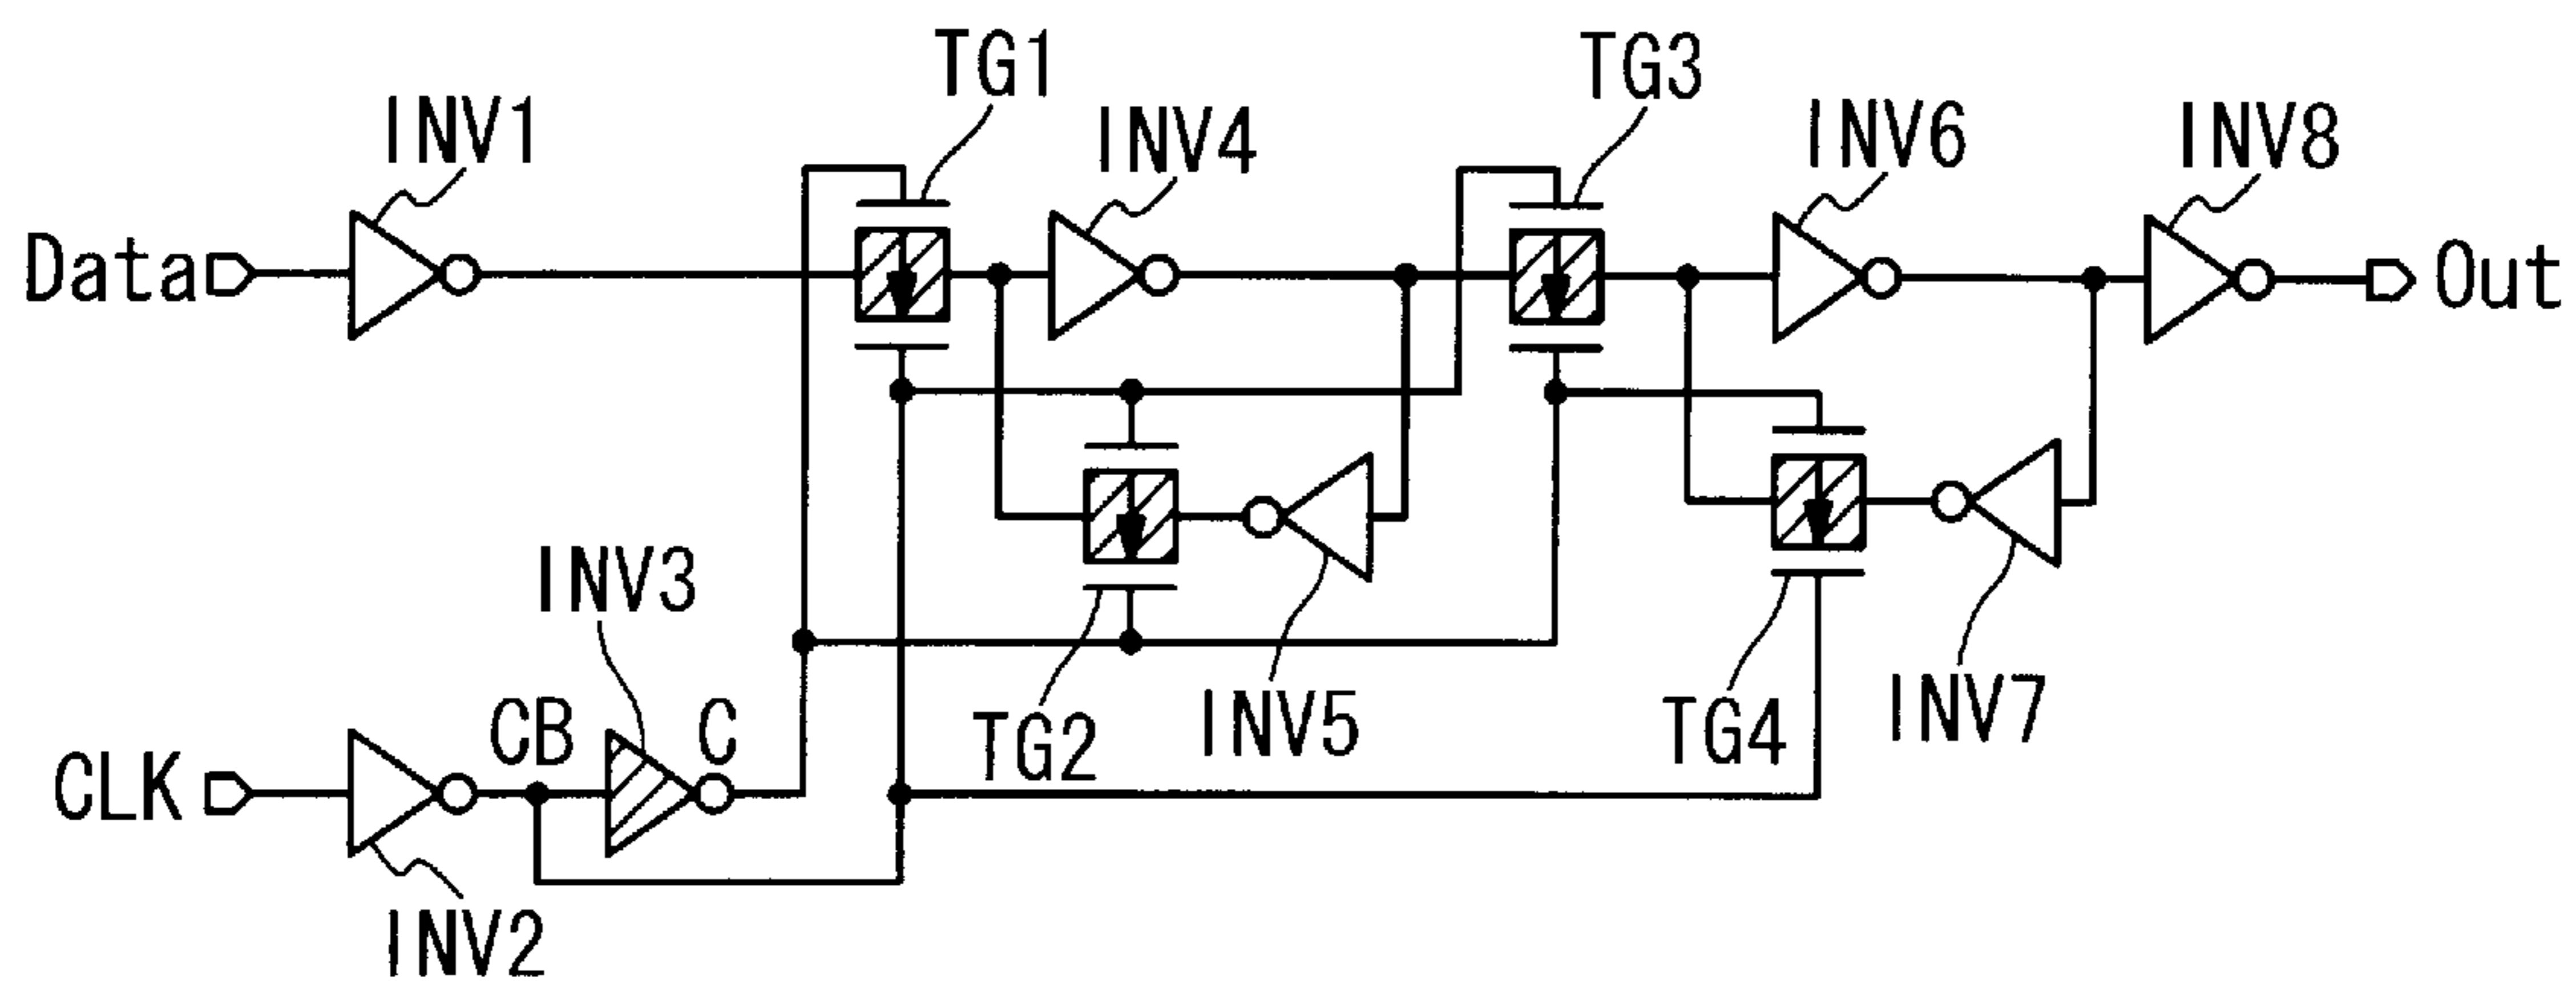 TG1
TG3
INV1
INV4
INV6
INV8
Data
Out
INV3
CB
C
TG2
INV5
TG4
INV7
CLK
INV2